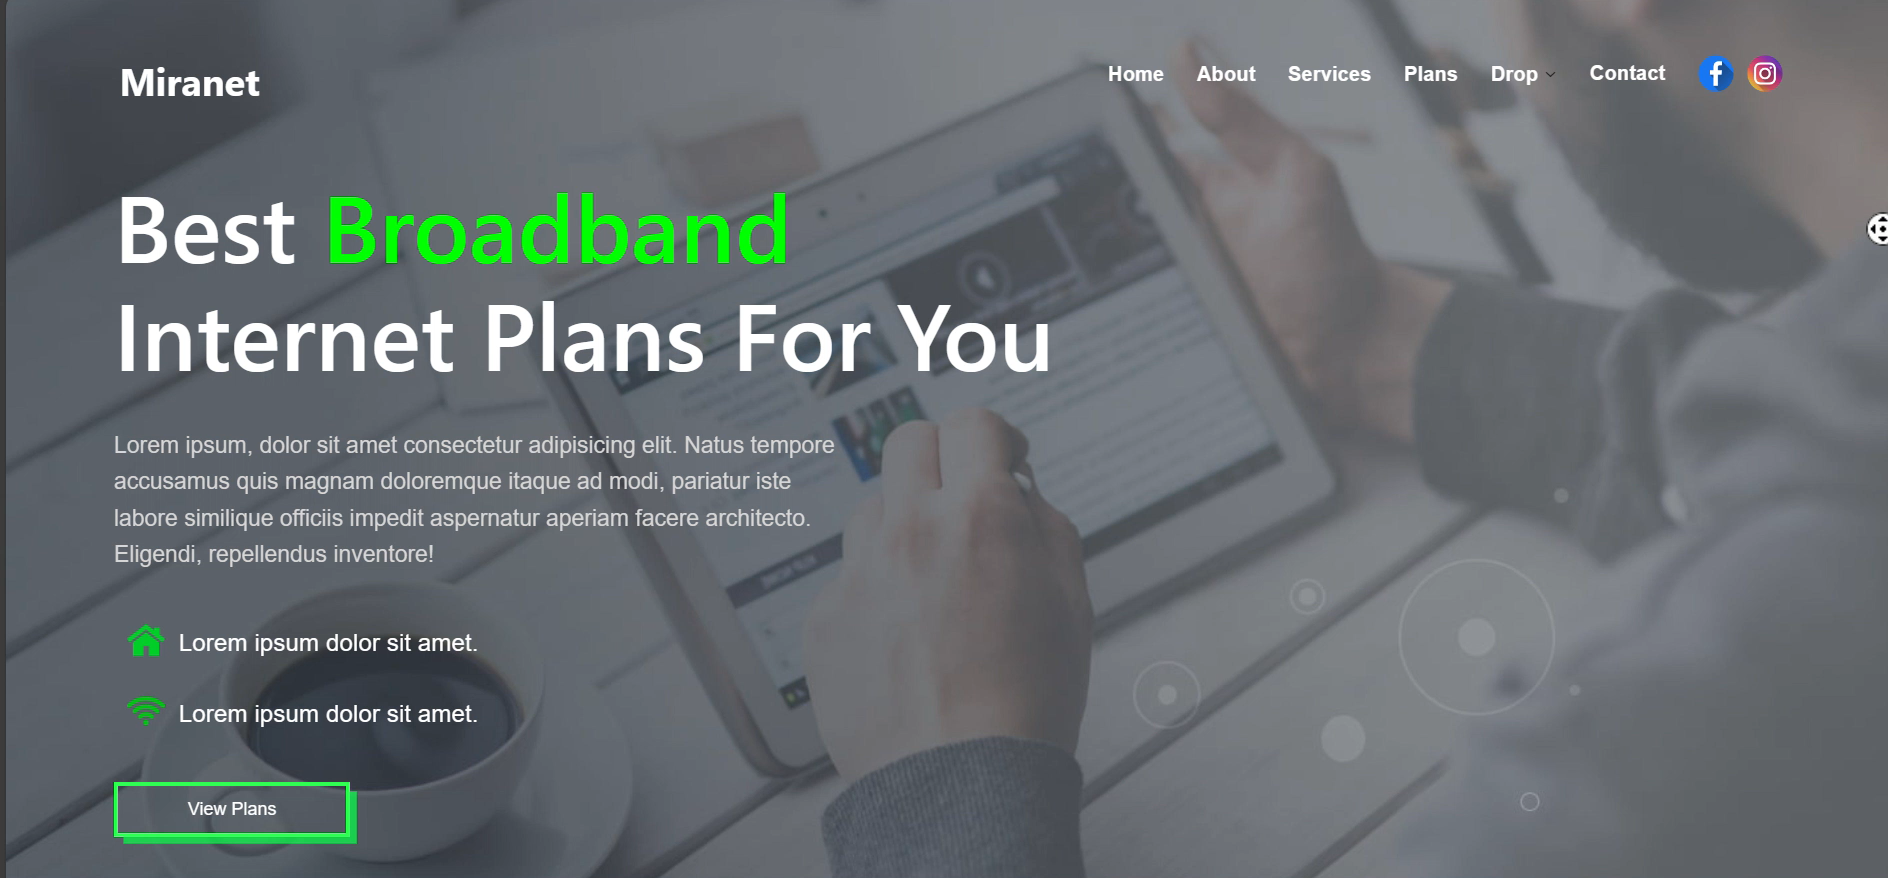 Miranet
Home About Services Plans Drop Contact
Best Broadband
Internet Plans For You
Lorem ipsum, dolor sit amet consectetur adipisicing elit. Natus tempore
accusamus quis magnam doloremque itaque ad modi, pariatur iste
labore similique officiis impedit aspernatur aperiam facere architecto.
Eligendi, repellendus inventore!
Lorem ipsum dolor sit amet.
Lorem ipsum dolor sit amet.
View Plans